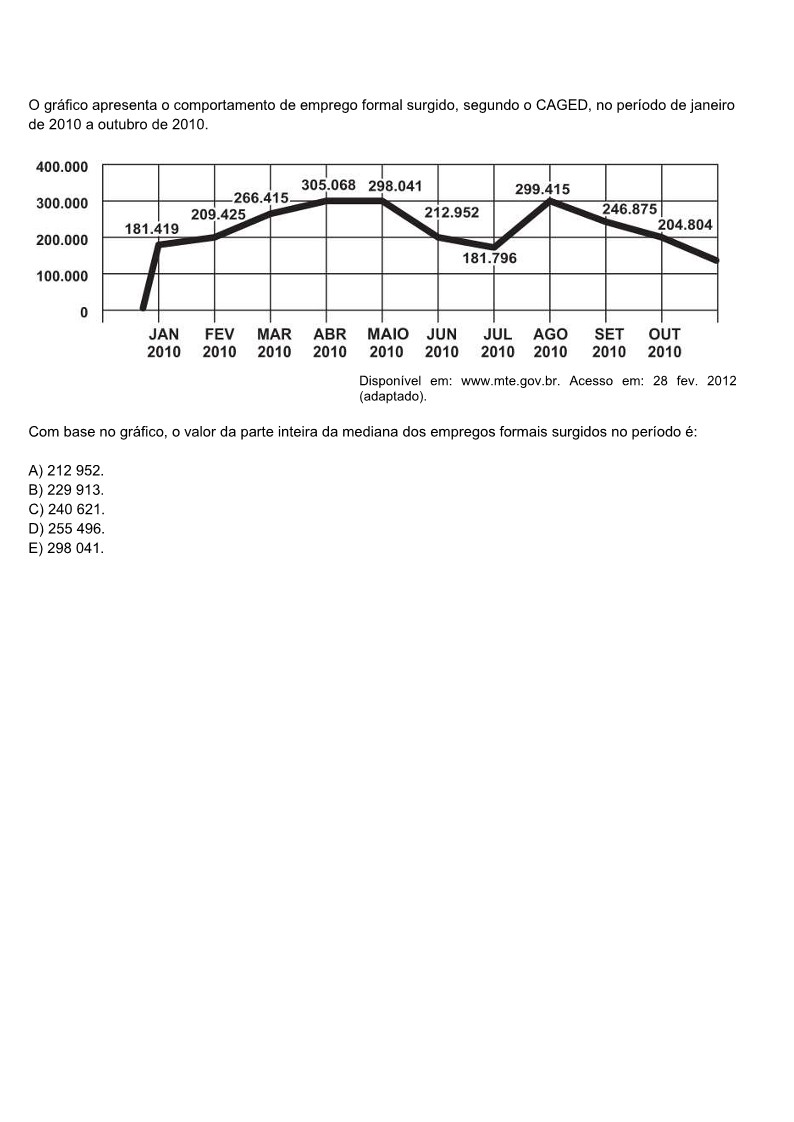 O gráfico apresenta o comportamento de emprego formal surgido, segundo o CAGED, no período de janeiro
de 2010 a outubro de 2010.
400.000
300.000
200.000
100.000
0
181.419
209.425
266.415
305.068
298.041
212.952
181.796
299.415
246.875
204.804
JAN FEV MAR ABR MAIO JUN JUL AGO SET OUT
2010 2010 2010 2010 2010 2010 2010 2010 2010 2010
Disponível em: www.mte.gov.br. Acesso em: 28 fev. 2012
(adaptado).
Com base no gráfico, o valor da parte inteira da mediana dos empregos formais surgidos no período é:
A) 212 952.
B) 229 913.
C) 240 621.
D) 255 496.
E) 298 041.